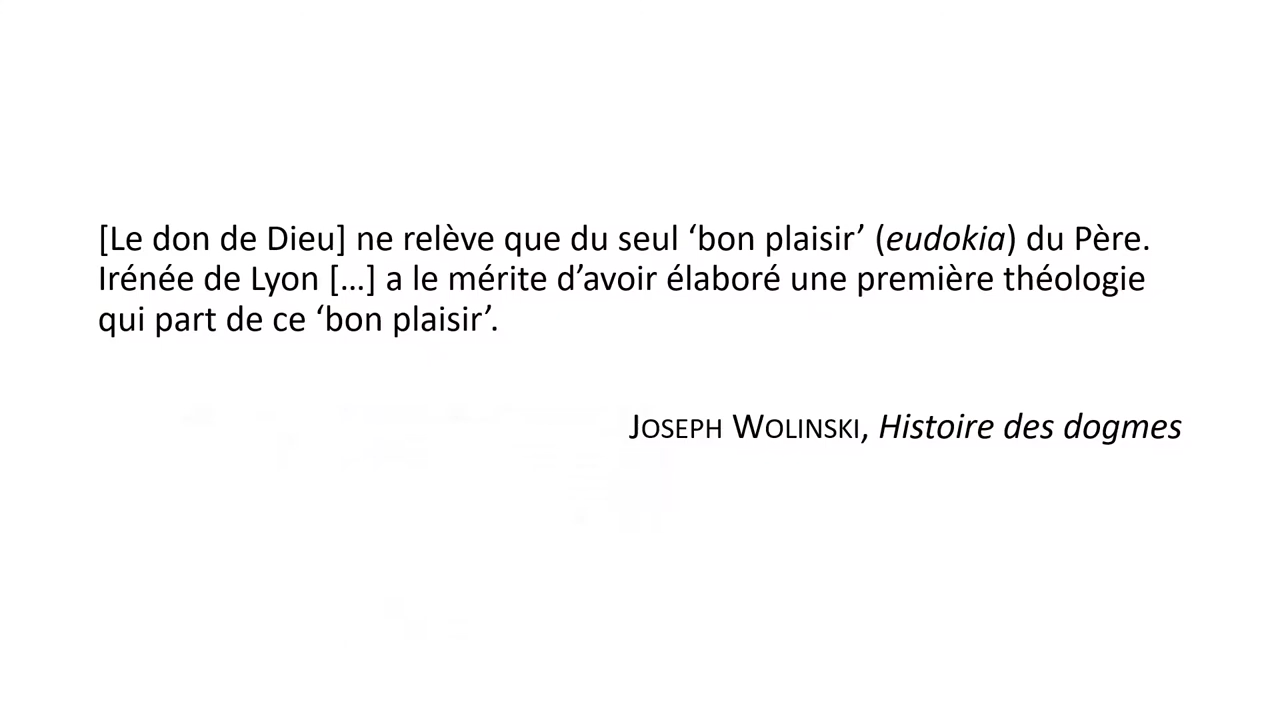 [Le don de Dieu] ne relève que du seul ‘bon plaisir’ (eudokia) du Père.
Irénée de Lyon […] a le mérite d’avoir élaboré une première théologie
qui part de ce ‘bon plaisir’.
JOSEPH WOLINSKI, Histoire des dogmes